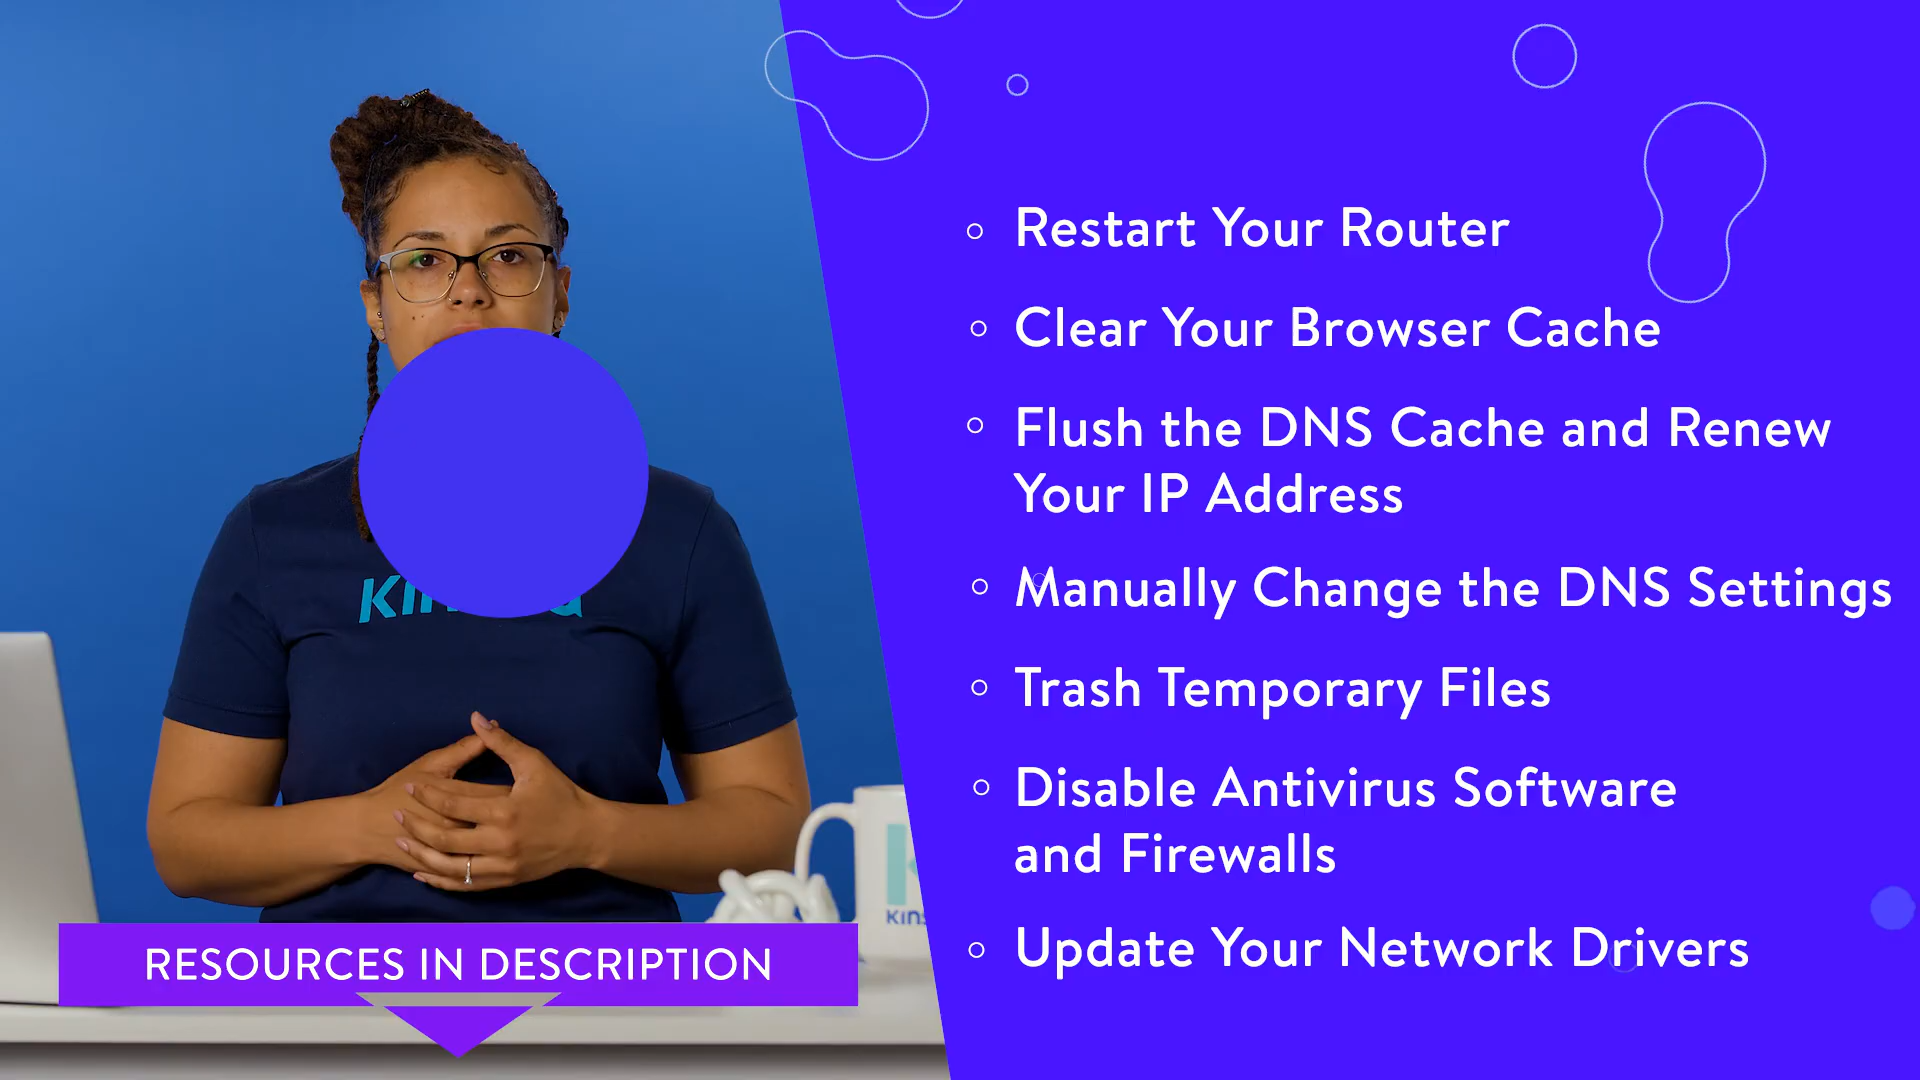 Restart Your Router
Clear Your Browser Cache
Flush the DNS Cache and Renew
Your IP Address
Manually Change the DNS Settings
Trash Temporary Files
Disable Antivirus Software
and Firewalls
Update Your Network Drivers
RESOURCES IN DESCRIPTION